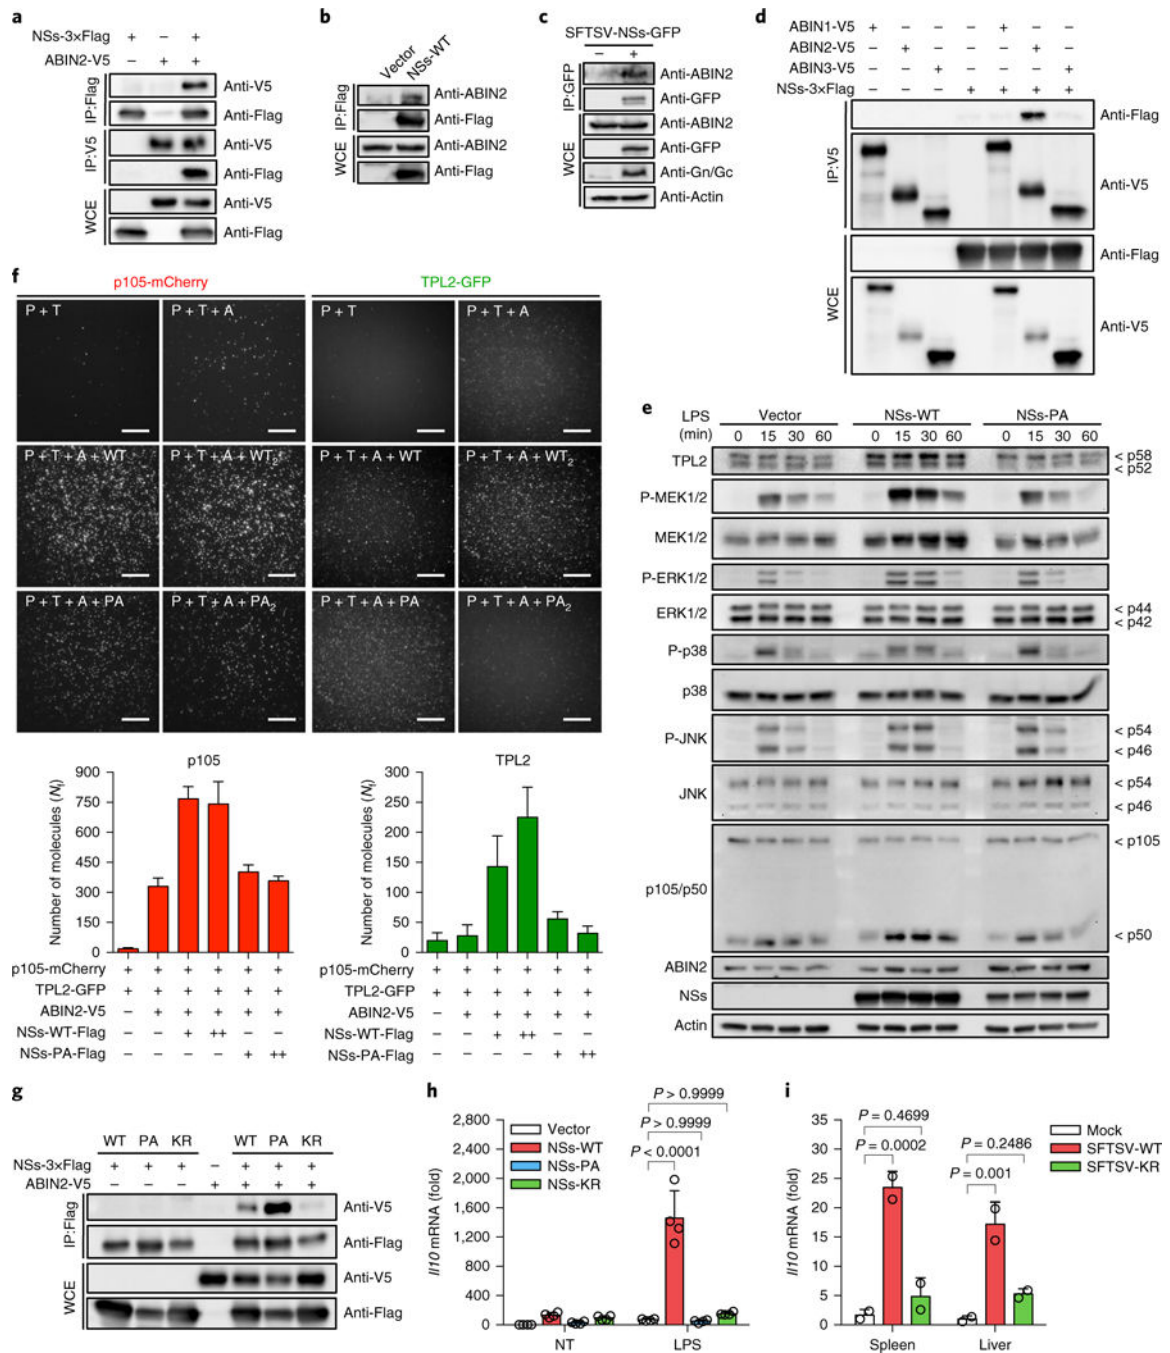 a
NSs-3×Flag + – +
ABIN2-V5 – + +
IP:Flag
Anti-V5
Anti-Flag
IP:V5
Anti-V5
Anti-Flag
WCE
Anti-V5
Anti-Flag
b
Vector
NSs-WT
IP:Flag
Anti-ABIN2
Anti-Flag
WCE
Anti-ABIN2
Anti-Flag
c
SFTSV-NSs-GFP
– +
IP:GFP
Anti-ABIN2
Anti-GFP
WCE
Anti-ABIN2
Anti-GFP
Anti-Gn/Gc
Anti-Actin
d
ABIN1-V5 + – – – + – –
ABIN2-V5 – + – – – + –
ABIN3-V5 – – + – – – +
NSs-3×Flag – – – + + + +
IP:V5
Anti-Flag
Anti-V5
WCE
Anti-Flag
Anti-V5
f
p105-mCherry TPL2-GFP
P + T P + T + A P + T P + T + A
P + T + A + WT P + T + A + WT2 P + T + A + WT P + T + A + WT2
P + T + A + PA P + T + A + PA2 P + T + A + PA P + T + A + PA2
p105
Number of molecules (Nf)
900
750
600
450
300
150
0
p105-mCherry + + + + + +
TPL2-GFP + + + + + +
ABIN2-V5 – + + + + +
NSs-WT-Flag – – + ++ – –
NSs-PA-Flag – – – – + ++
TPL2
Number of molecules (Nf)
300
250
200
150
100
50
0
p105-mCherry + + + + + +
TPL2-GFP + + + + + +
ABIN2-V5 – + + + + +
NSs-WT-Flag – – + ++ – –
NSs-PA-Flag – – – – + ++
e
LPS Vector NSs-WT NSs-PA
(min) 0 15 30 60 0 15 30 60 0 15 30 60
TPL2 < p58
< p52
P-MEK1/2
MEK1/2
P-ERK1/2
ERK1/2 < p44
< p42
P-p38
p38
P-JNK < p54
< p46
JNK < p54
< p46
p105/p50 < p105
< p50
ABIN2
NSs
Actin
g
WT PA KR WT PA KR
NSs-3×Flag + + + – + + +
ABIN2-V5 – – – + + + +
IP:Flag
Anti-V5
Anti-Flag
WCE
Anti-V5
Anti-Flag
h
Il10 mRNA (fold)
2,800
2,400
2,000
1,600
1,200
800
400
0
Vector
NSs-WT
NSs-PA
NSs-KR
P > 0.9999
P > 0.9999
P < 0.0001
NT LPS
i
Il10 mRNA (fold)
35
30
25
20
15
10
5
0
P = 0.4699
P = 0.0002
P = 0.2486
P = 0.001
Mock
SFTSV-WT
SFTSV-KR
Spleen Liver